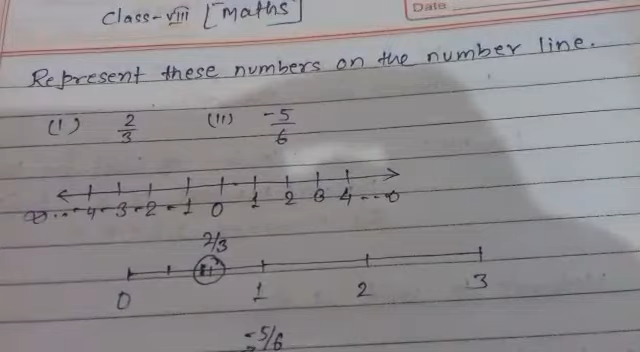 Date
Class-VIII [Maths]
Represent these numbers on the number line.
(I) 2/3 (II) -5/6
∞...-4 -3 -2 -1 0 1 2 3 4 ...∞
2/3
0 1 2 3
-5/6